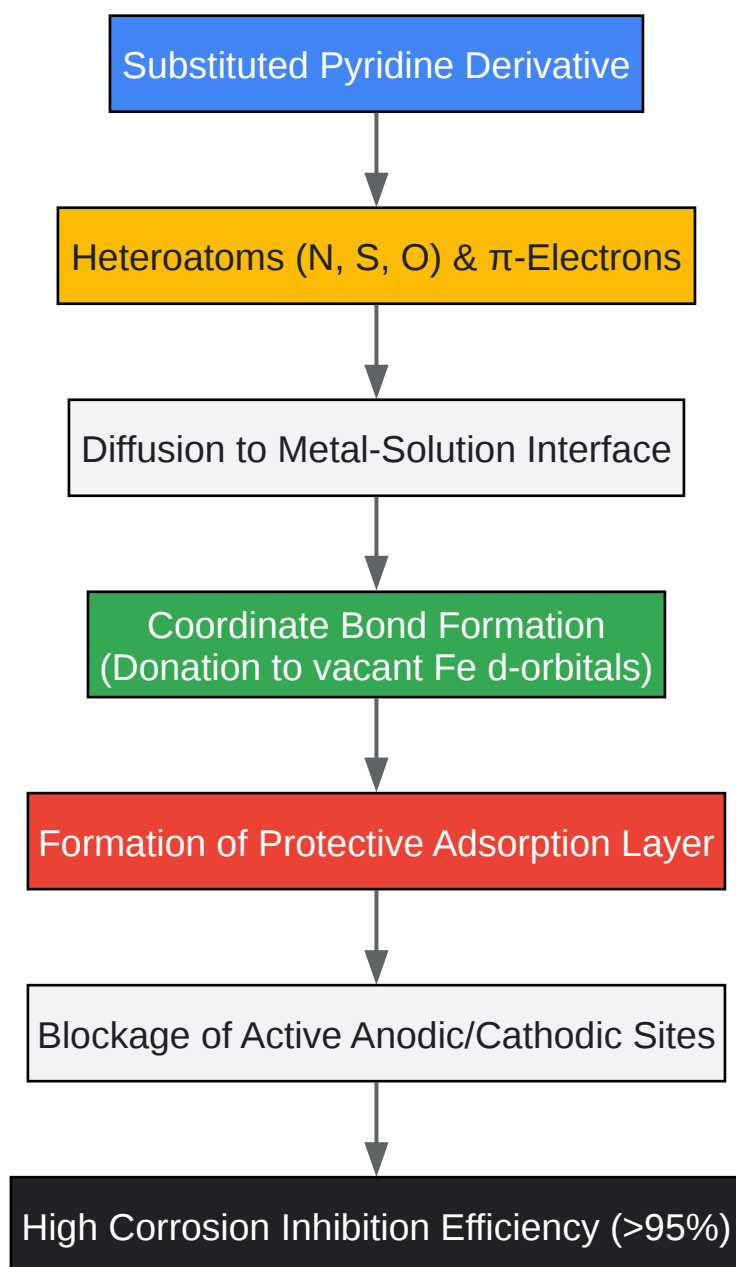 Substituted Pyridine Derivative
Heteroatoms (N, S, O) & π-Electrons
Diffusion to Metal-Solution Interface
Coordinate Bond Formation
(Donation to vacant Fe d-orbitals)
Formation of Protective Adsorption Layer
Blockage of Active Anodic/Cathodic Sites
High Corrosion Inhibition Efficiency (>95%)